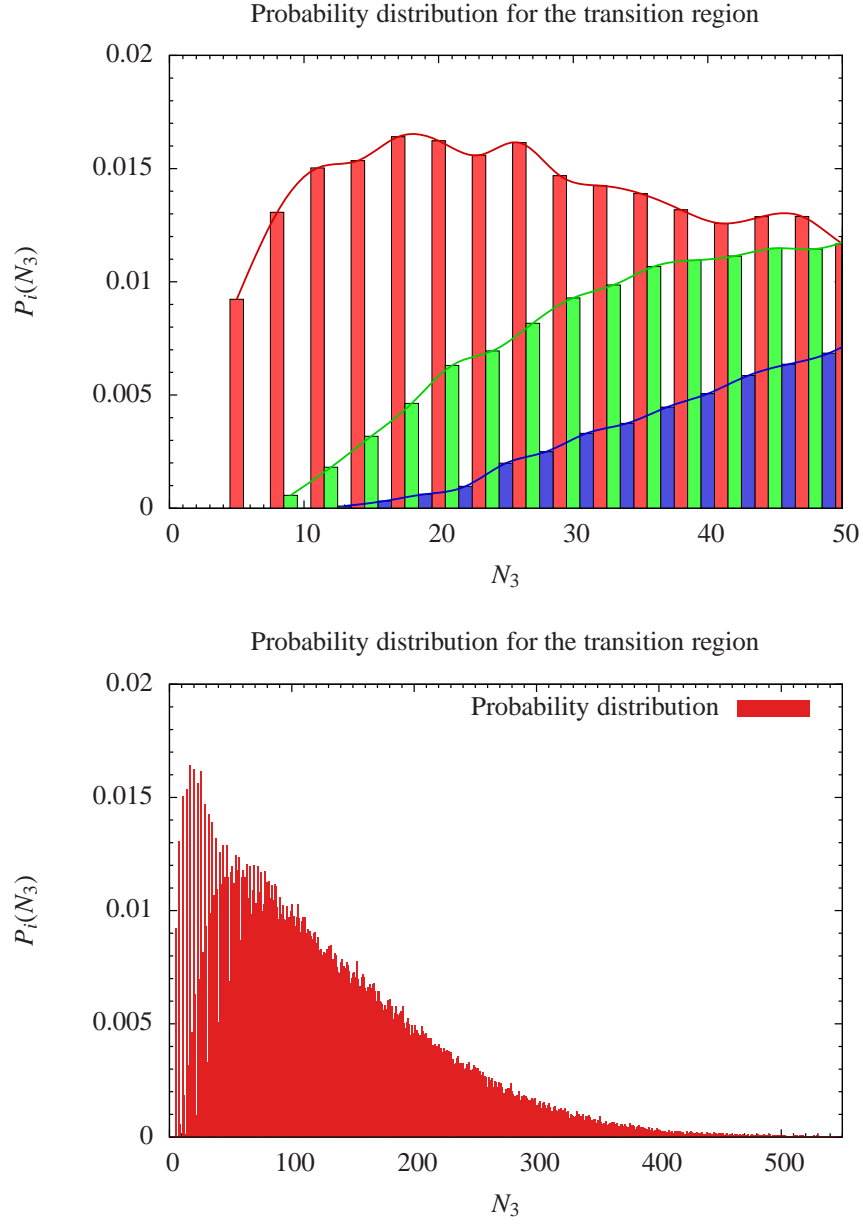 Probability distribution for the transition region
0.02
0.015
0.01
0.005
0
P_i(N_3)
0 10 20 30 40 50
N_3
Probability distribution for the transition region
0.02
Probability distribution
0.015
0.01
0.005
0
P_i(N_3)
0 100 200 300 400 500
N_3